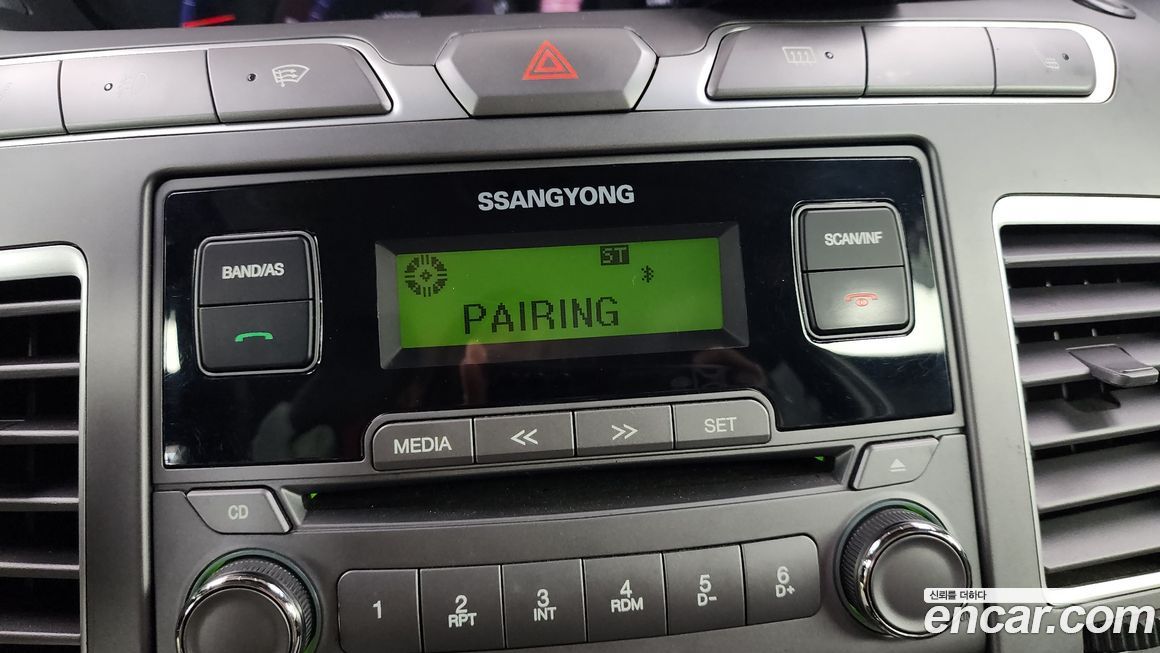 SSANGYONG
BAND/AS
ST
PAIRING
SCAN/INF
MEDIA
SET
CD
1
2
RPT
3
INT
4
RDM
5
D-
6
D+
신뢰를 더하다
encar.com